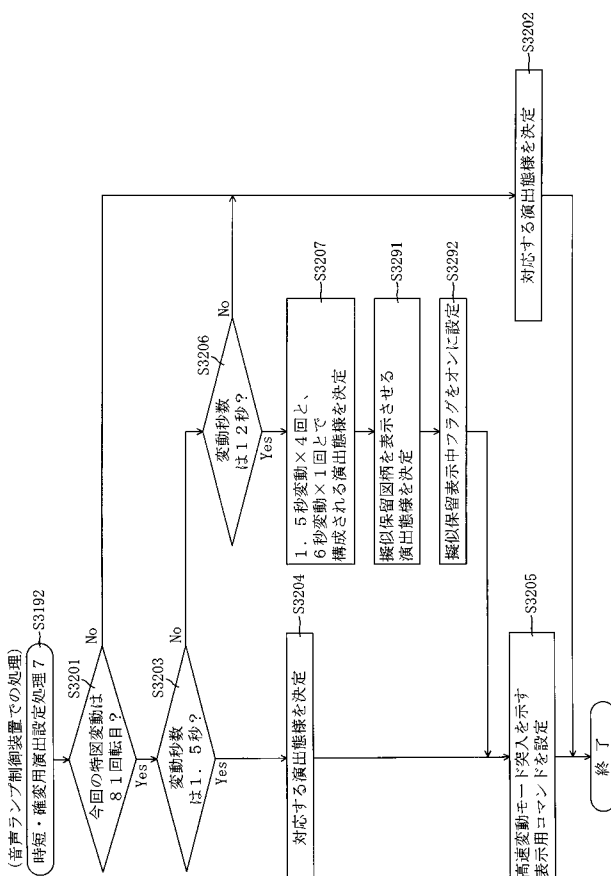 (音声ランプ制御装置での処理)
時短・確変用演出設定処理7
S3192
S3201
今回の特図変動は
81回転目?
No
Yes
S3203
変動秒数
は1.5秒?
No
Yes
S3206
変動秒数
は12秒?
No
Yes
S3204
対応する演出態様を決定
S3207
1.5秒変動×4回と、
6秒変動×1回とで
構成される演出態様を決定
S3291
擬似保留図柄を表示させる
演出態様を決定
S3292
擬似保留表示中フラグをオンに設定
S3205
高速変動モード突入を示す
表示用コマンドを設定
S3202
対応する演出態様を決定
終了